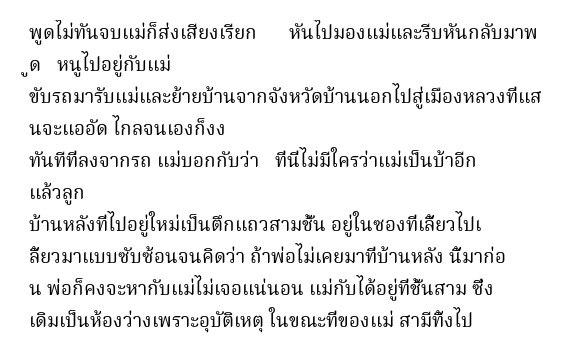 พูดไม่ทันจบแม่ก็ส่งเสียงเรียก หันไปมองแม่และรีบหันกลับมาพ
ูด หนูไปอยู่กับแม่
ขับรถมารับแม่และย้ายบ้านจากจังหวัดบ้านนอกไปสู่เมืองหลวงที่แส
นจะแออัด ไกลจนเองก็งง
ทันทีที่ลงจากรถ แม่บอกกับว่า ที่นี่ไม่มีใครว่าแม่เป็นบ้าอีก
แล้วลูก
บ้านหลังที่ไปอยู่ใหม่เป็นตึกแถวสามชั้น อยู่ในซองที่เลี้ยวไปเ
ลี้ยวมาแบบซับซ้อนจนคิดว่า ถ้าพ่อไม่เคยมาที่บ้านหลัง นี้มาก่อ
น พ่อก็คงจะหากับแม่ไม่เจอแน่นอน แม่กับได้อยู่ที่ชั้นสาม ซึ่ง
เดิมเป็นห้องว่างเพราะอุบัติเหตุ ในขณะที่ของแม่ สามีทิ้งไป